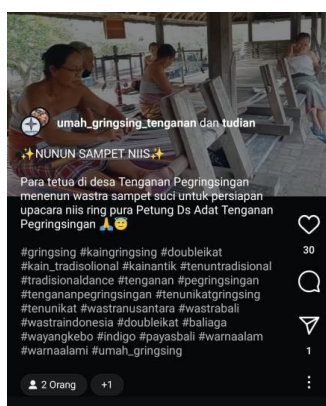 umah_gringsing_tenganan dan tudian
✨NUNUN SAMPET NIIS✨
Para tetua di desa Tenganan Pegringsingan
menenun wastra sampet suci untuk persiapan
upacara niis ring pura Petung Ds Adat Tenganan
Pegringsingan 🙏😇
#gringsing #kaingringsing #doubleikat
#kain_tradisolional #kainantik #tenuntradisional
#tradisionaldance #tenganan #pegringsingan
#tengananpegringsingan #tenunikatgringsing
#tenunikat #wastranusantara #wastrabali
#wastraindonesia #doubleikat #baliaga
#wayangkebo #indigo #payasbali #warnaalam
#warnaalami #umah_gringsing
30
1
2 Orang
+1